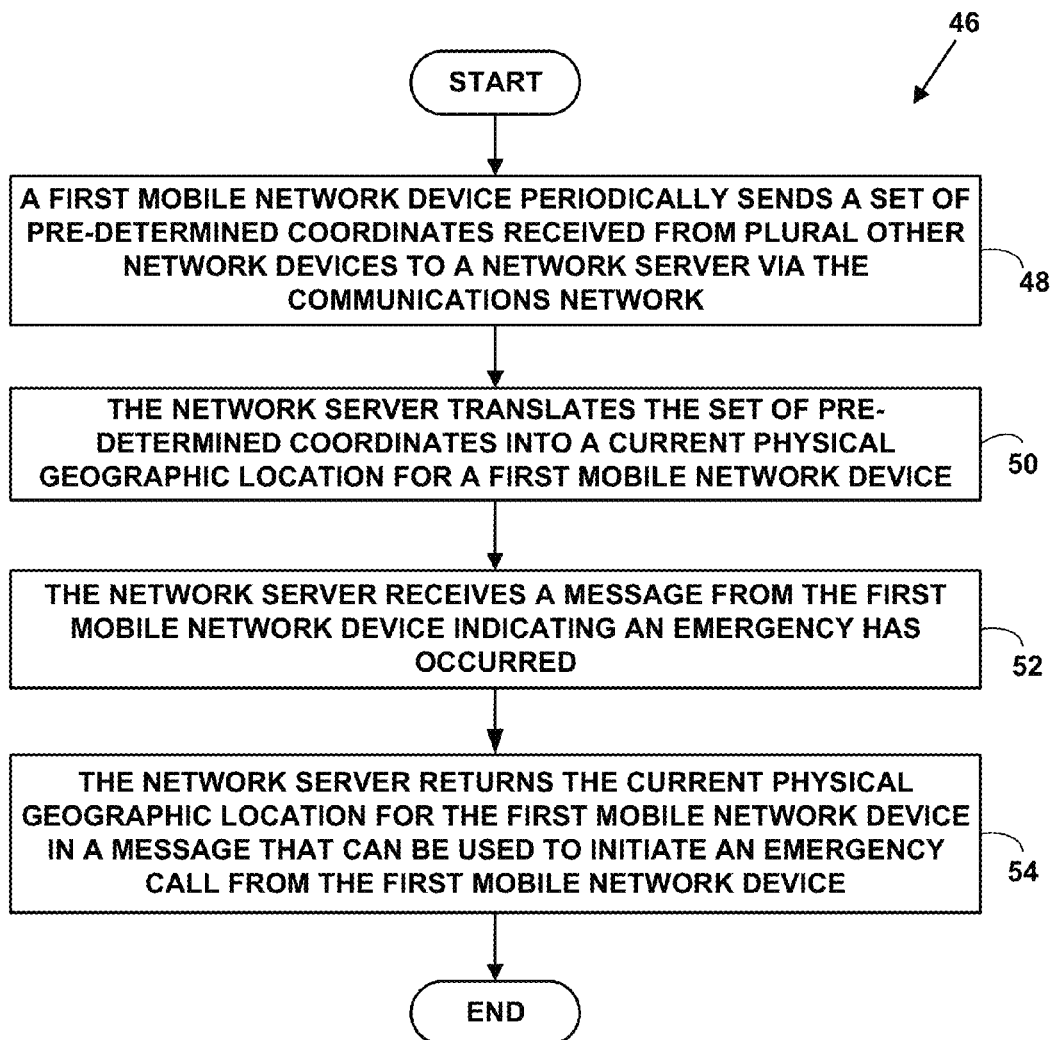 46
START
A FIRST MOBILE NETWORK DEVICE PERIODICALLY SENDS A SET OF
PRE-DETERMINED COORDINATES RECEIVED FROM PLURAL OTHER
NETWORK DEVICES TO A NETWORK SERVER VIA THE
COMMUNICATIONS NETWORK
48
THE NETWORK SERVER TRANSLATES THE SET OF PRE-
DETERMINED COORDINATES INTO A CURRENT PHYSICAL
GEOGRAPHIC LOCATION FOR A FIRST MOBILE NETWORK DEVICE
50
THE NETWORK SERVER RECEIVES A MESSAGE FROM THE FIRST
MOBILE NETWORK DEVICE INDICATING AN EMERGENCY HAS
OCCURRED
52
THE NETWORK SERVER RETURNS THE CURRENT PHYSICAL
GEOGRAPHIC LOCATION FOR THE FIRST MOBILE NETWORK DEVICE
IN A MESSAGE THAT CAN BE USED TO INITIATE AN EMERGENCY
CALL FROM THE FIRST MOBILE NETWORK DEVICE
54
END